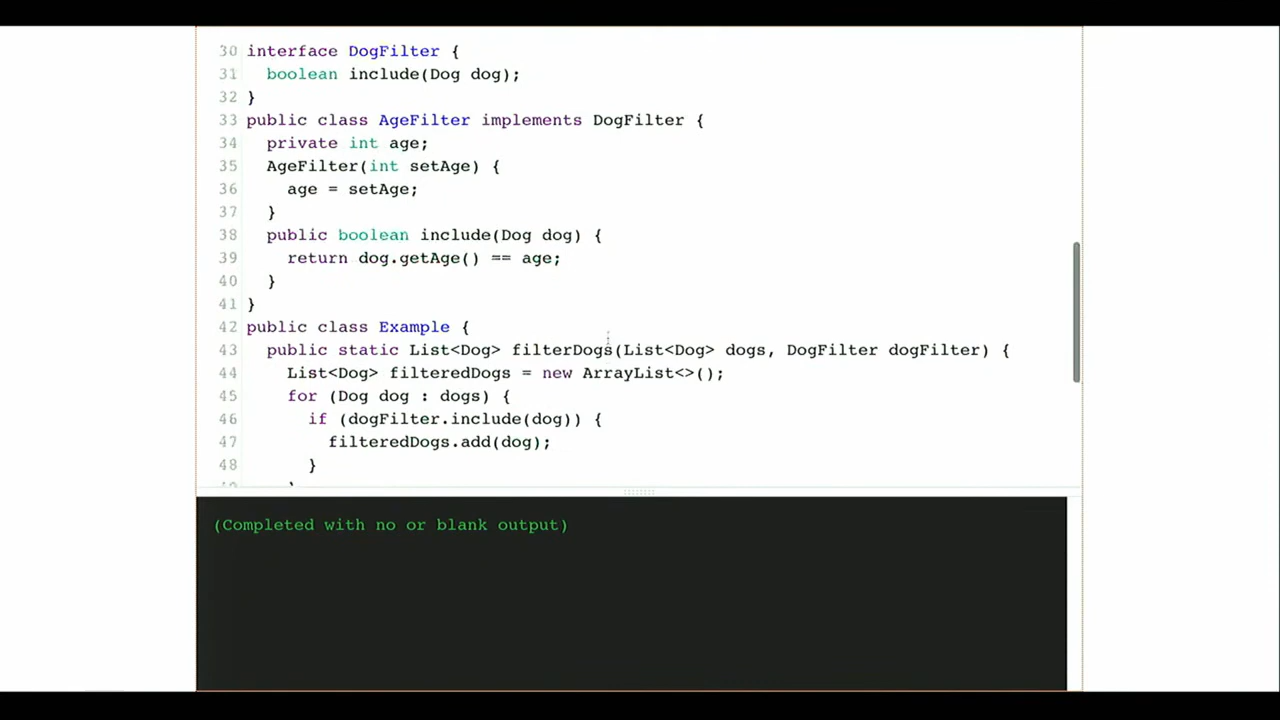 30 interface DogFilter {
31   boolean include(Dog dog);
32 }
33 public class AgeFilter implements DogFilter {
34   private int age;
35   AgeFilter(int setAge) {
36     age = setAge;
37   }
38   public boolean include(Dog dog) {
39     return dog.getAge() == age;
40   }
41 }
42 public class Example {
43   public static List<Dog> filterDogs(List<Dog> dogs, DogFilter dogFilter) {
44     List<Dog> filteredDogs = new ArrayList<>();
45     for (Dog dog : dogs) {
46       if (dogFilter.include(dog)) {
47         filteredDogs.add(dog);
48       }
(Completed with no or blank output)